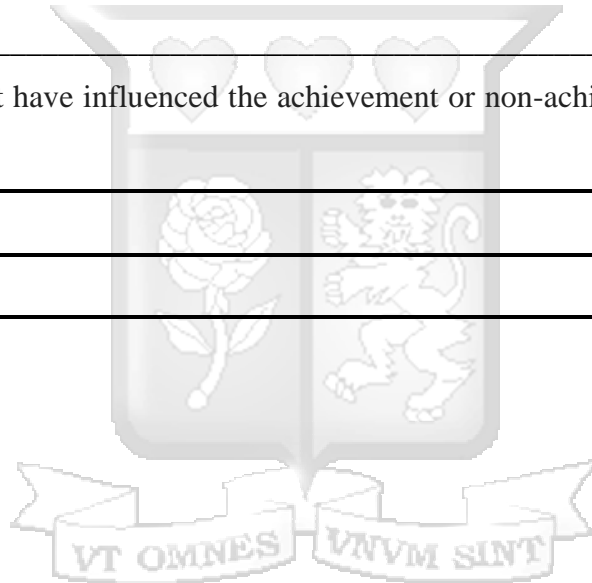 t have influenced the achievement or non-achi
VT OMNES VNVM SINT